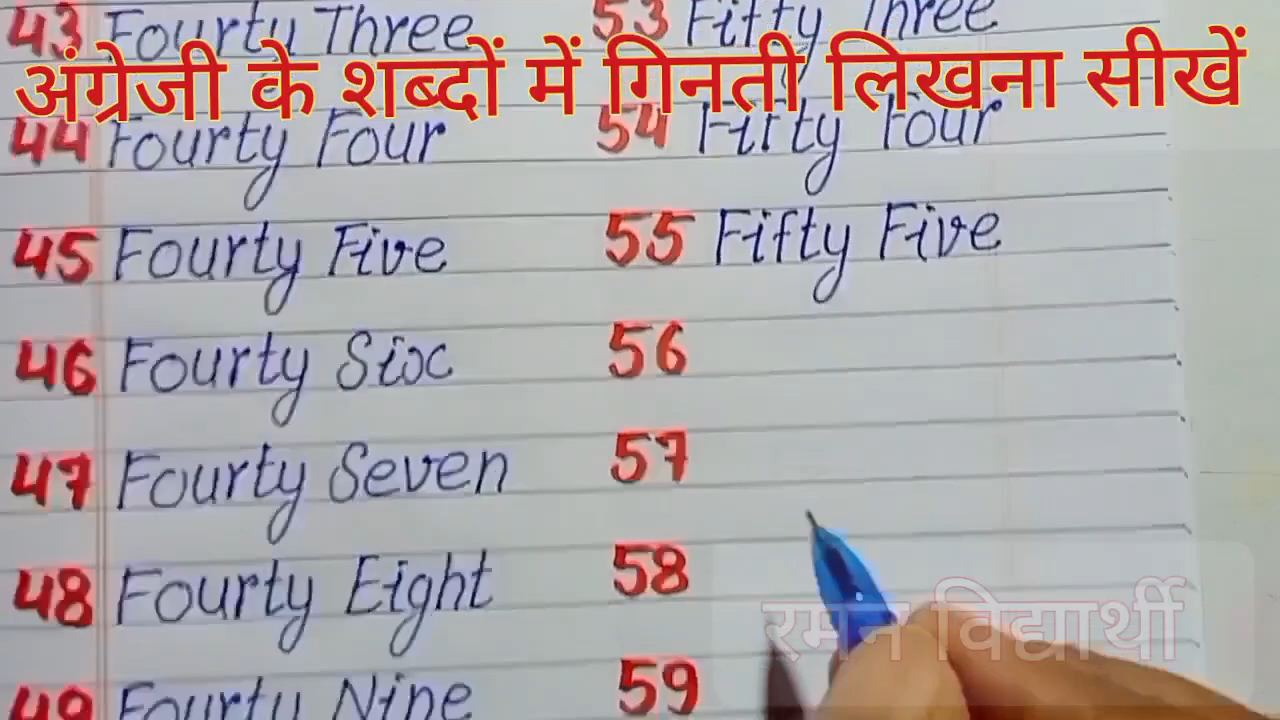 अंग्रेजी के शब्दों में गिनती लिखना सीखें
43 Fourty Three
44 Fourty Four
45 Fourty Five
46 Fourty Six
47 Fourty Seven
48 Fourty Eight
49 Fourty Nine
53 Fifty Three
54 Fifty Four
55 Fifty Five
56
57
58
59
रमन विद्यार्थी